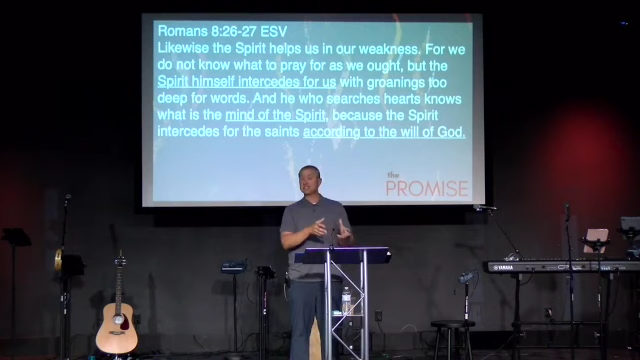 Romans 8:26-27 ESV
Likewise the Spirit helps us in our weakness. For we
do not know what to pray for as we ought, but the
Spirit himself intercedes for us with groanings too
deep for words. And he who searches hearts knows
what is the mind of the Spirit, because the Spirit
intercedes for the saints according to the will of God.
the
PROMISE
YAMAHA